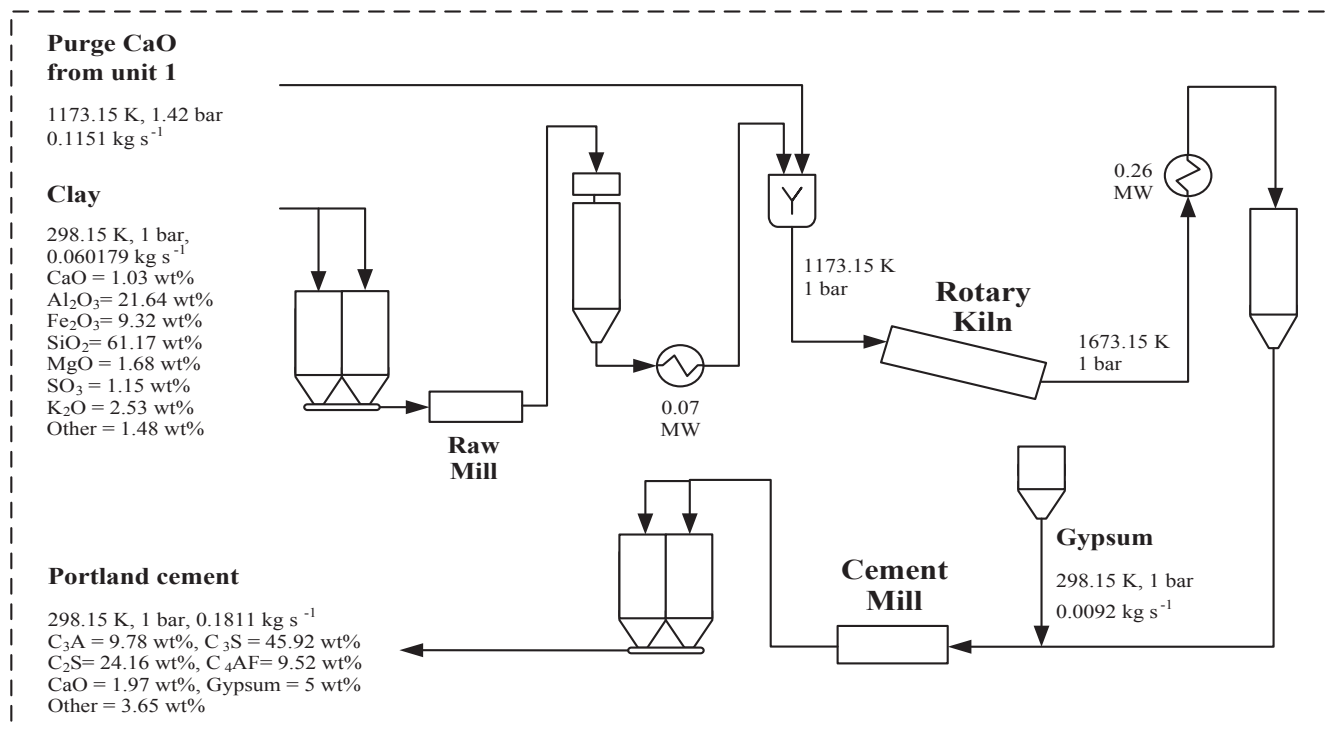 Purge CaO
from unit 1
1173.15 K, 1.42 bar
0.1151 kg s⁻¹
Clay
298.15 K, 1 bar,
0.060179 kg s⁻¹
CaO = 1.03 wt%
Al₂O₃= 21.64 wt%
Fe₂O₃= 9.32 wt%
SiO₂= 61.17 wt%
MgO = 1.68 wt%
SO₃ = 1.15 wt%
K₂O = 2.53 wt%
Other = 1.48 wt%
Raw
Mill
0.07
MW
1173.15 K
1 bar
Rotary
Kiln
1673.15 K
1 bar
0.26
MW
Gypsum
298.15 K, 1 bar
0.0092 kg s⁻¹
Cement
Mill
Portland cement
298.15 K, 1 bar, 0.1811 kg s ⁻¹
C₃A = 9.78 wt%, C ₃S = 45.92 wt%
C₂S= 24.16 wt%, C ₄AF= 9.52 wt%
CaO = 1.97 wt%, Gypsum = 5 wt%
Other = 3.65 wt%